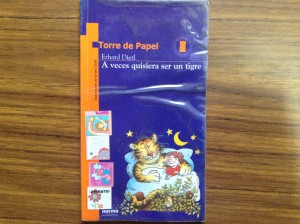 Torre de Papel
Erhard Dietl
A veces quisiera ser un tigre
norma